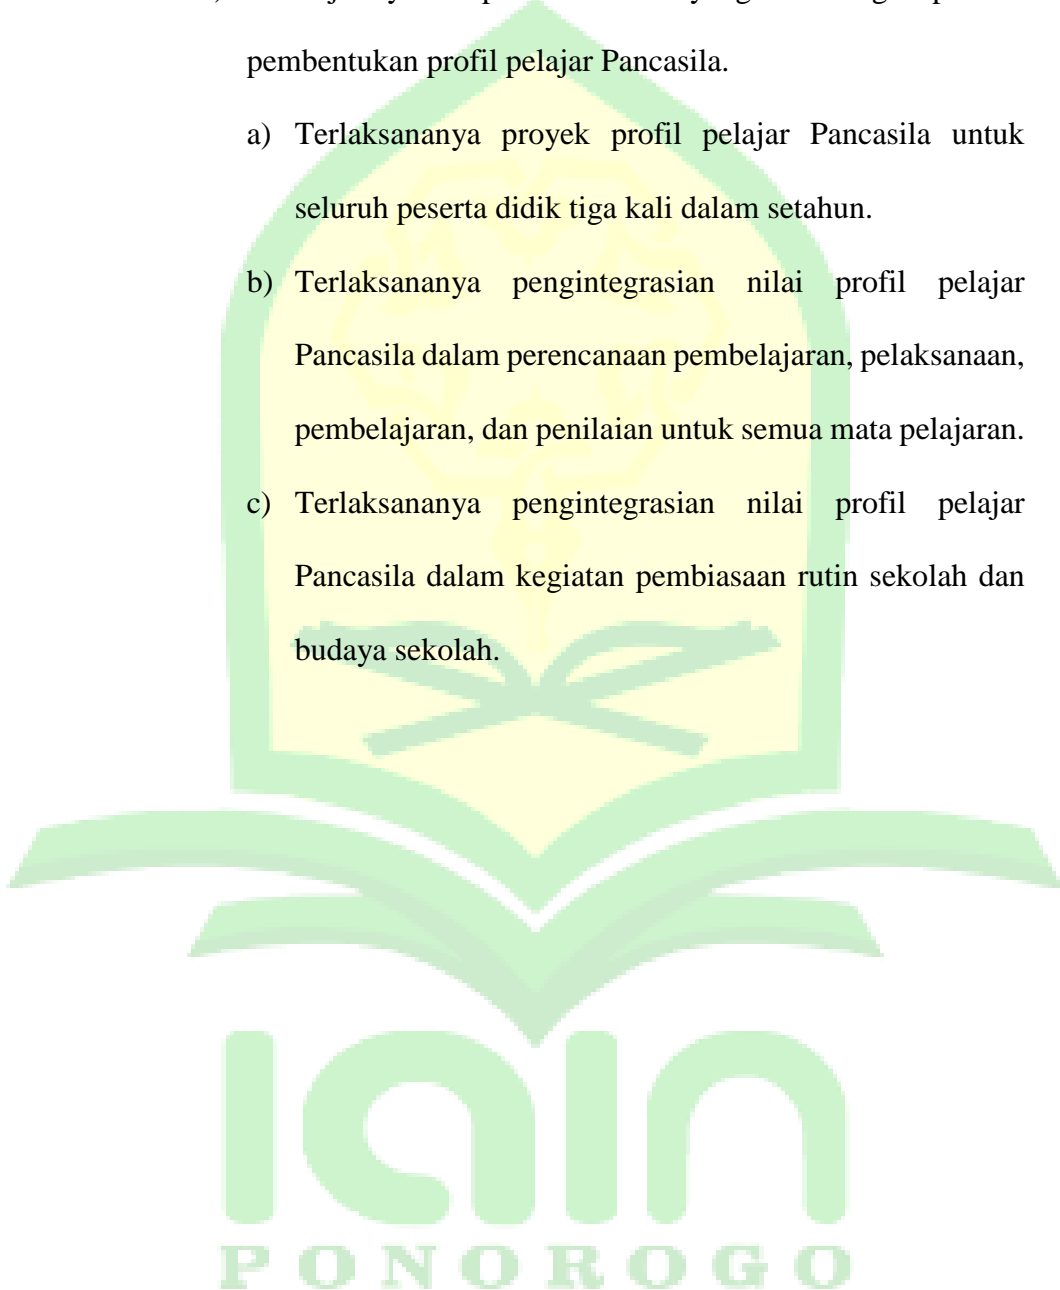 pembentukan profil pelajar Pancasila.
a) Terlaksananya proyek profil pelajar Pancasila untuk
seluruh peserta didik tiga kali dalam setahun.
b) Terlaksananya pengintegrasian nilai profil pelajar
Pancasila dalam perencanaan pembelajaran, pelaksanaan,
pembelajaran, dan penilaian untuk semua mata pelajaran.
c) Terlaksananya pengintegrasian nilai profil pelajar
Pancasila dalam kegiatan pembiasaan rutin sekolah dan
budaya sekolah.
iain
PONOROGO